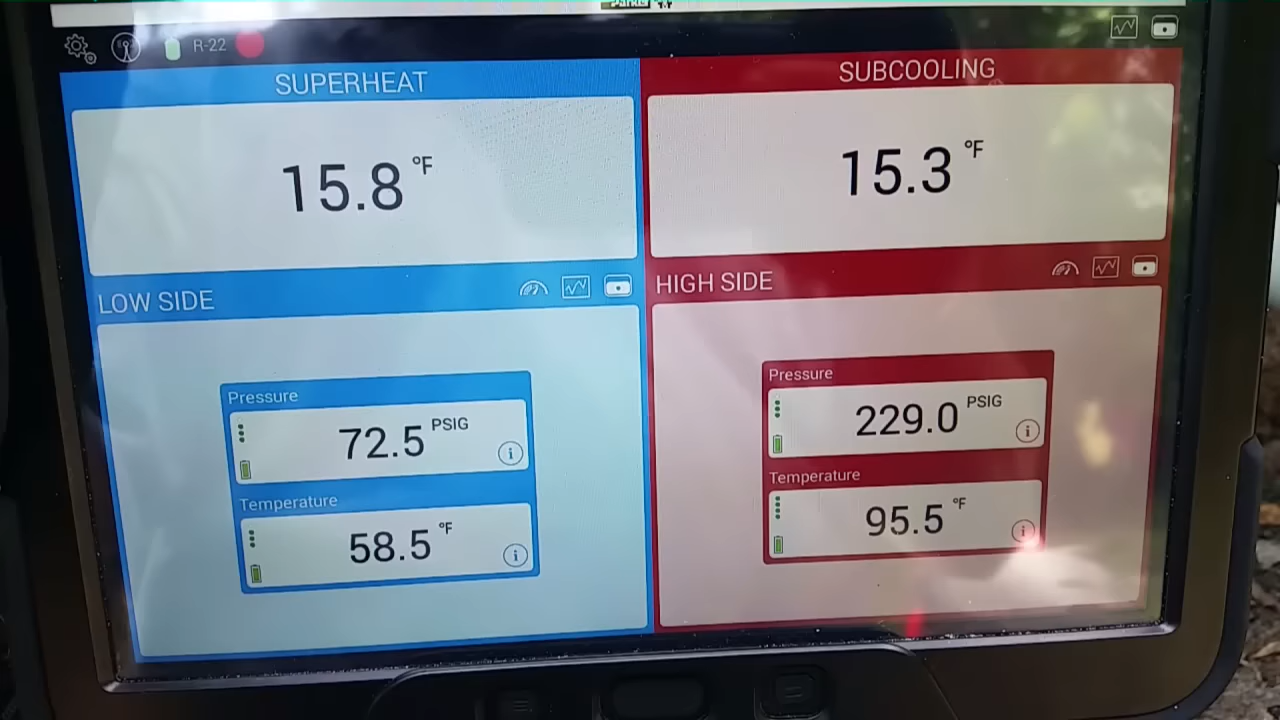 Parker
R-22
SUPERHEAT
15.8 °F
SUBCOOLING
15.3 °F
LOW SIDE
Pressure
72.5 PSIG
i
Temperature
58.5 °F
i
HIGH SIDE
Pressure
229.0 PSIG
i
Temperature
95.5 °F
i